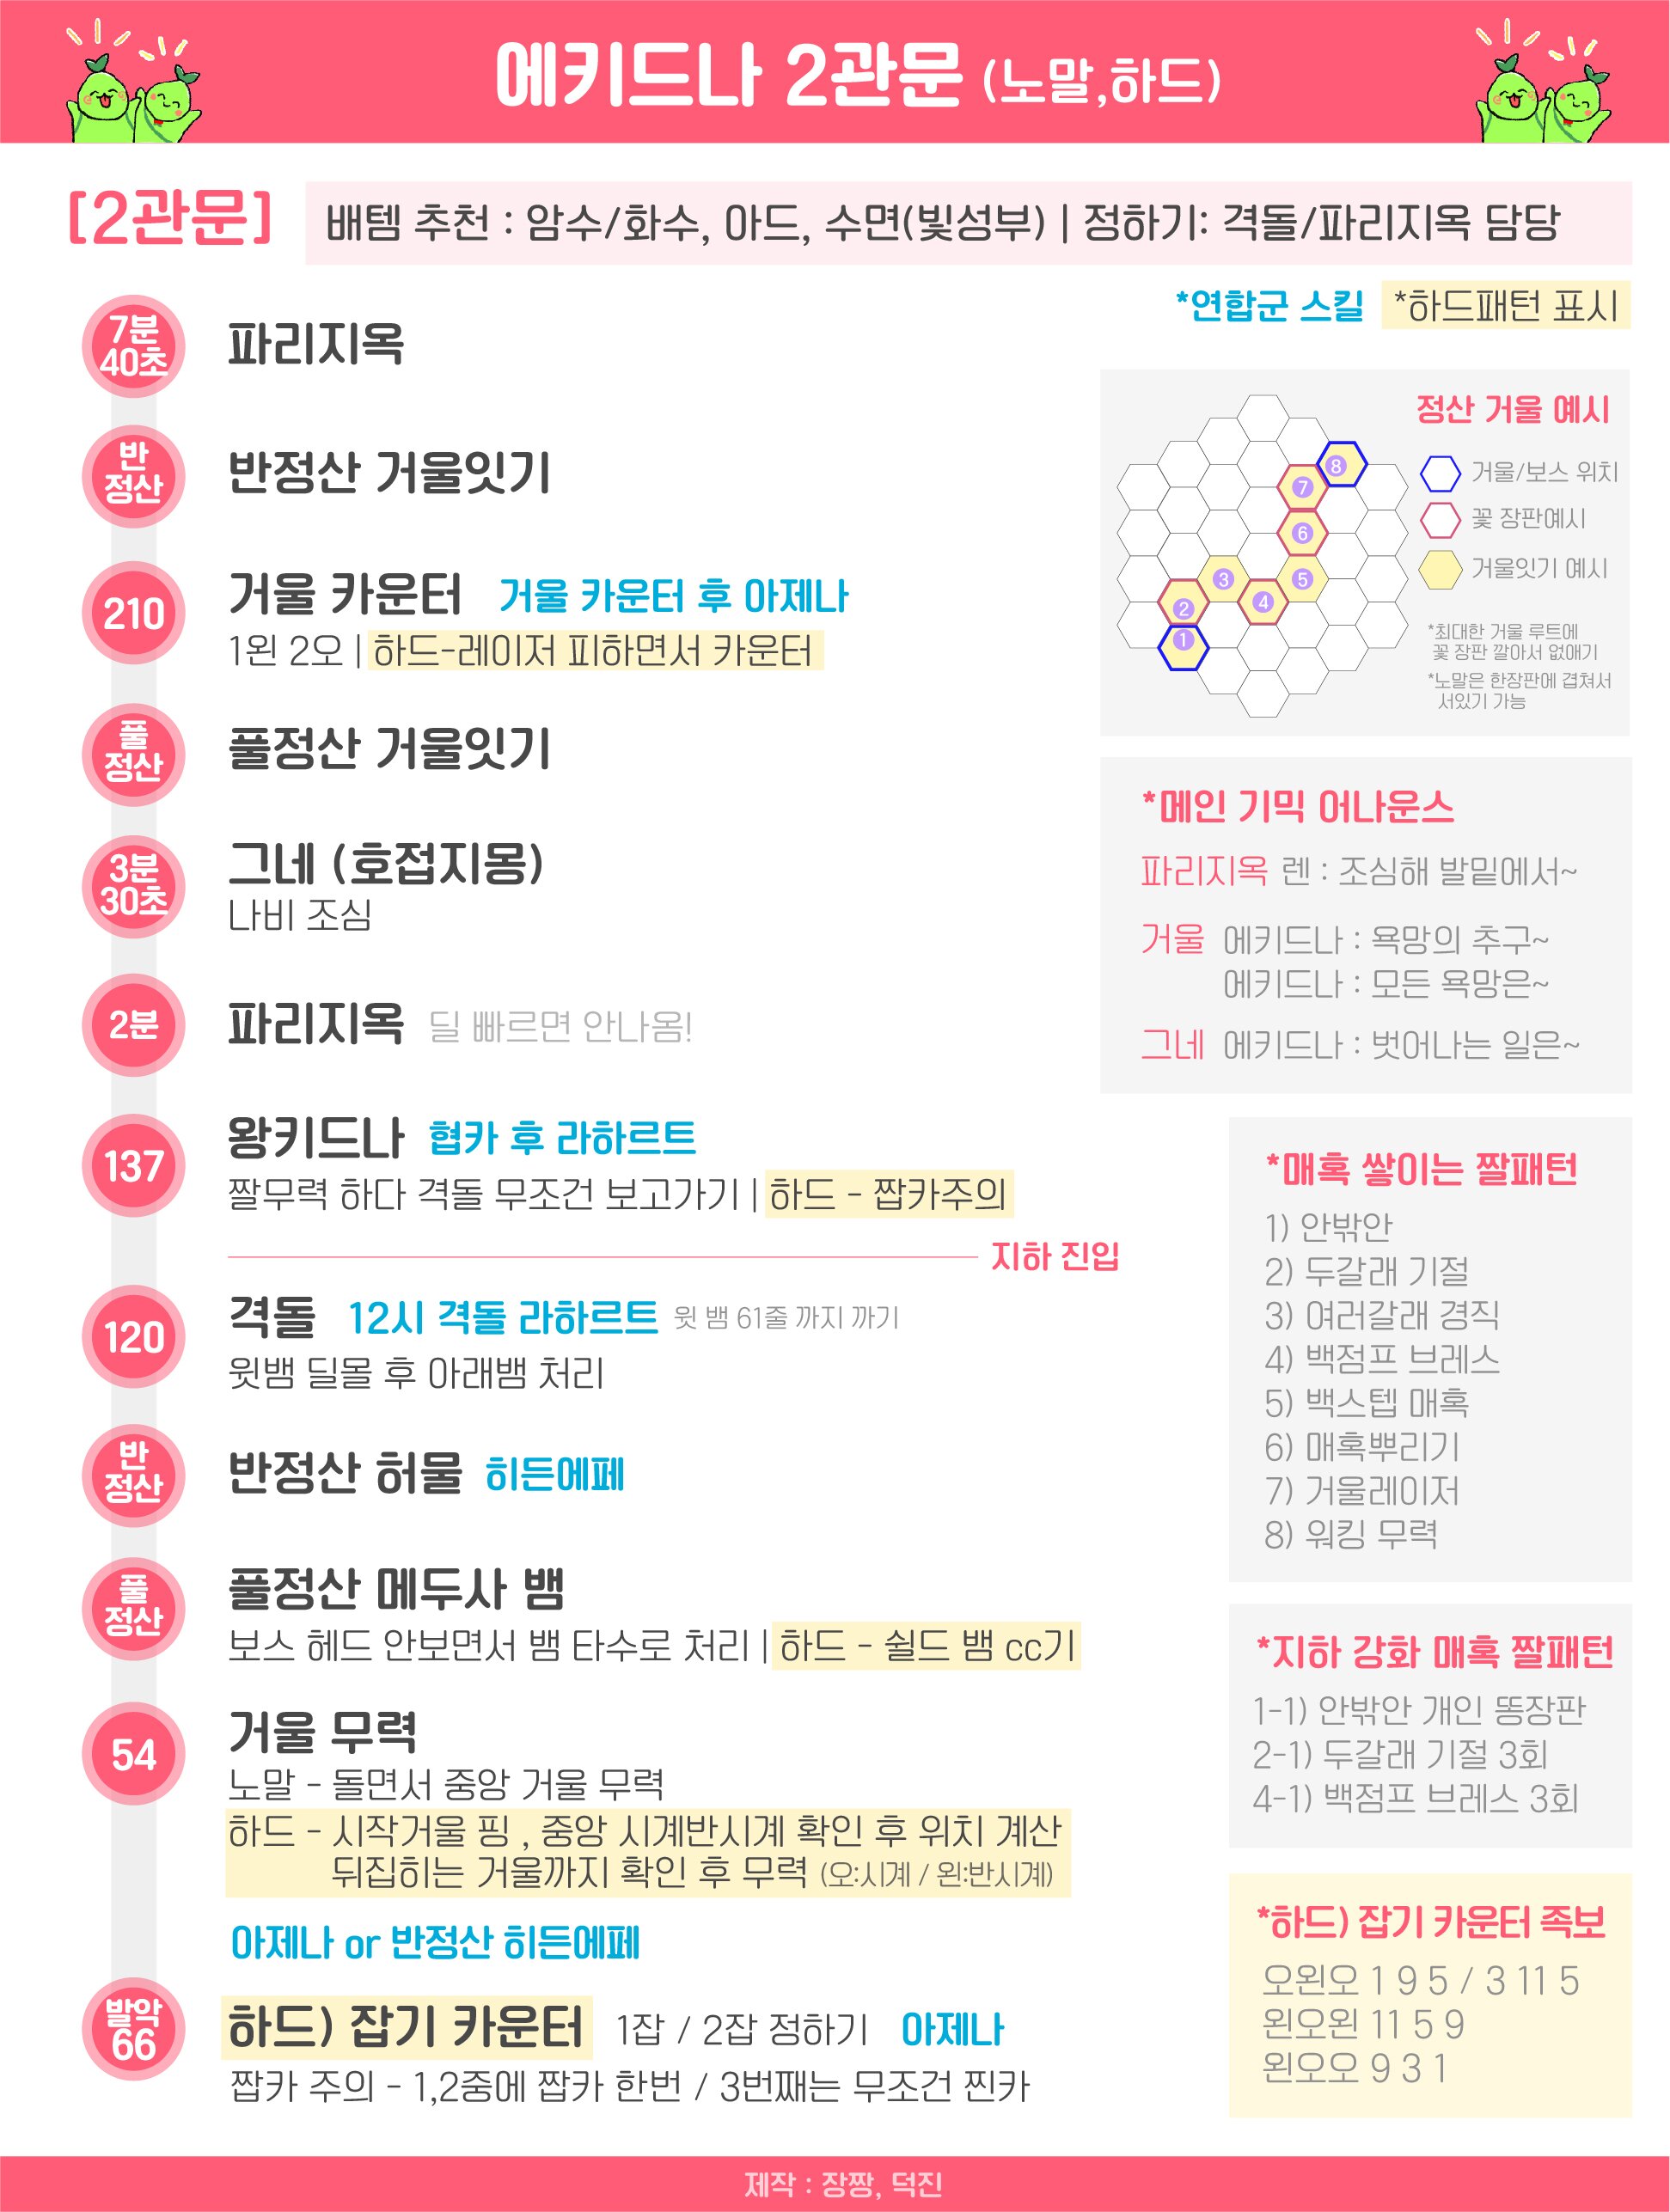 에키드나 2관문 (노말,하드)
[2관문]
배템 추천 : 암수/화수, 아드, 수면(빛성부) | 정하기: 격돌/파리지옥 담당
*연합군 스킬 *하드패턴 표시
7분
40초
파리지옥
반
정산
반정산 거울잇기
210
거울 카운터 거울 카운터 후 아제나
1왼 2오 | 하드-레이저 피하면서 카운터
풀
정산
풀정산 거울잇기
3분
30초
그네 (호접지몽)
나비 조심
2분
파리지옥 딜 빠르면 안나옴!
137
왕키드나 협카 후 라하르트
짤무력 하다 격돌 무조건 보고가기 | 하드 - 짭카주의
지하 진입
120
격돌 12시 격돌 라하르트 윗 뱀 61줄 까지 까기
윗뱀 딜몰 후 아래뱀 처리
반
정산
반정산 허물 히든에페
풀
정산
풀정산 메두사 뱀
보스 헤드 안보면서 뱀 타수로 처리 | 하드 - 쉴드 뱀 cc기
54
거울 무력
노말 - 돌면서 중앙 거울 무력
하드 - 시작거울 핑 , 중앙 시계반시계 확인 후 위치 계산
뒤집히는 거울까지 확인 후 무력 (오:시계 / 왼:반시계)
아제나 or 반정산 히든에페
발악
66
하드) 잡기 카운터 1잡 / 2잡 정하기 아제나
짭카 주의 - 1,2중에 짭카 한번 / 3번째는 무조건 찐카
정산 거울 예시
8
7
6
3
5
2
4
1
거울/보스 위치
꽃 장판예시
거울잇기 예시
*최대한 거울 루트에
꽃 장판 깔아서 없애기
*노말은 한장판에 겹쳐서
서있기 가능
*메인 기믹 어나운스
파리지옥 렌 : 조심해 발밑에서~
거울 에키드나 : 욕망의 추구~
에키드나 : 모든 욕망은~
그네 에키드나 : 벗어나는 일은~
*매혹 쌓이는 짤패턴
1) 안밖안
2) 두갈래 기절
3) 여러갈래 경직
4) 백점프 브레스
5) 백스텝 매혹
6) 매혹뿌리기
7) 거울레이저
8) 워킹 무력
*지하 강화 매혹 짤패턴
1-1) 안밖안 개인 똥장판
2-1) 두갈래 기절 3회
4-1) 백점프 브레스 3회
*하드) 잡기 카운터 족보
오왼오 1 9 5 / 3 11 5
왼오왼 11 5 9
왼오오 9 3 1
제작 : 장짱, 덕진